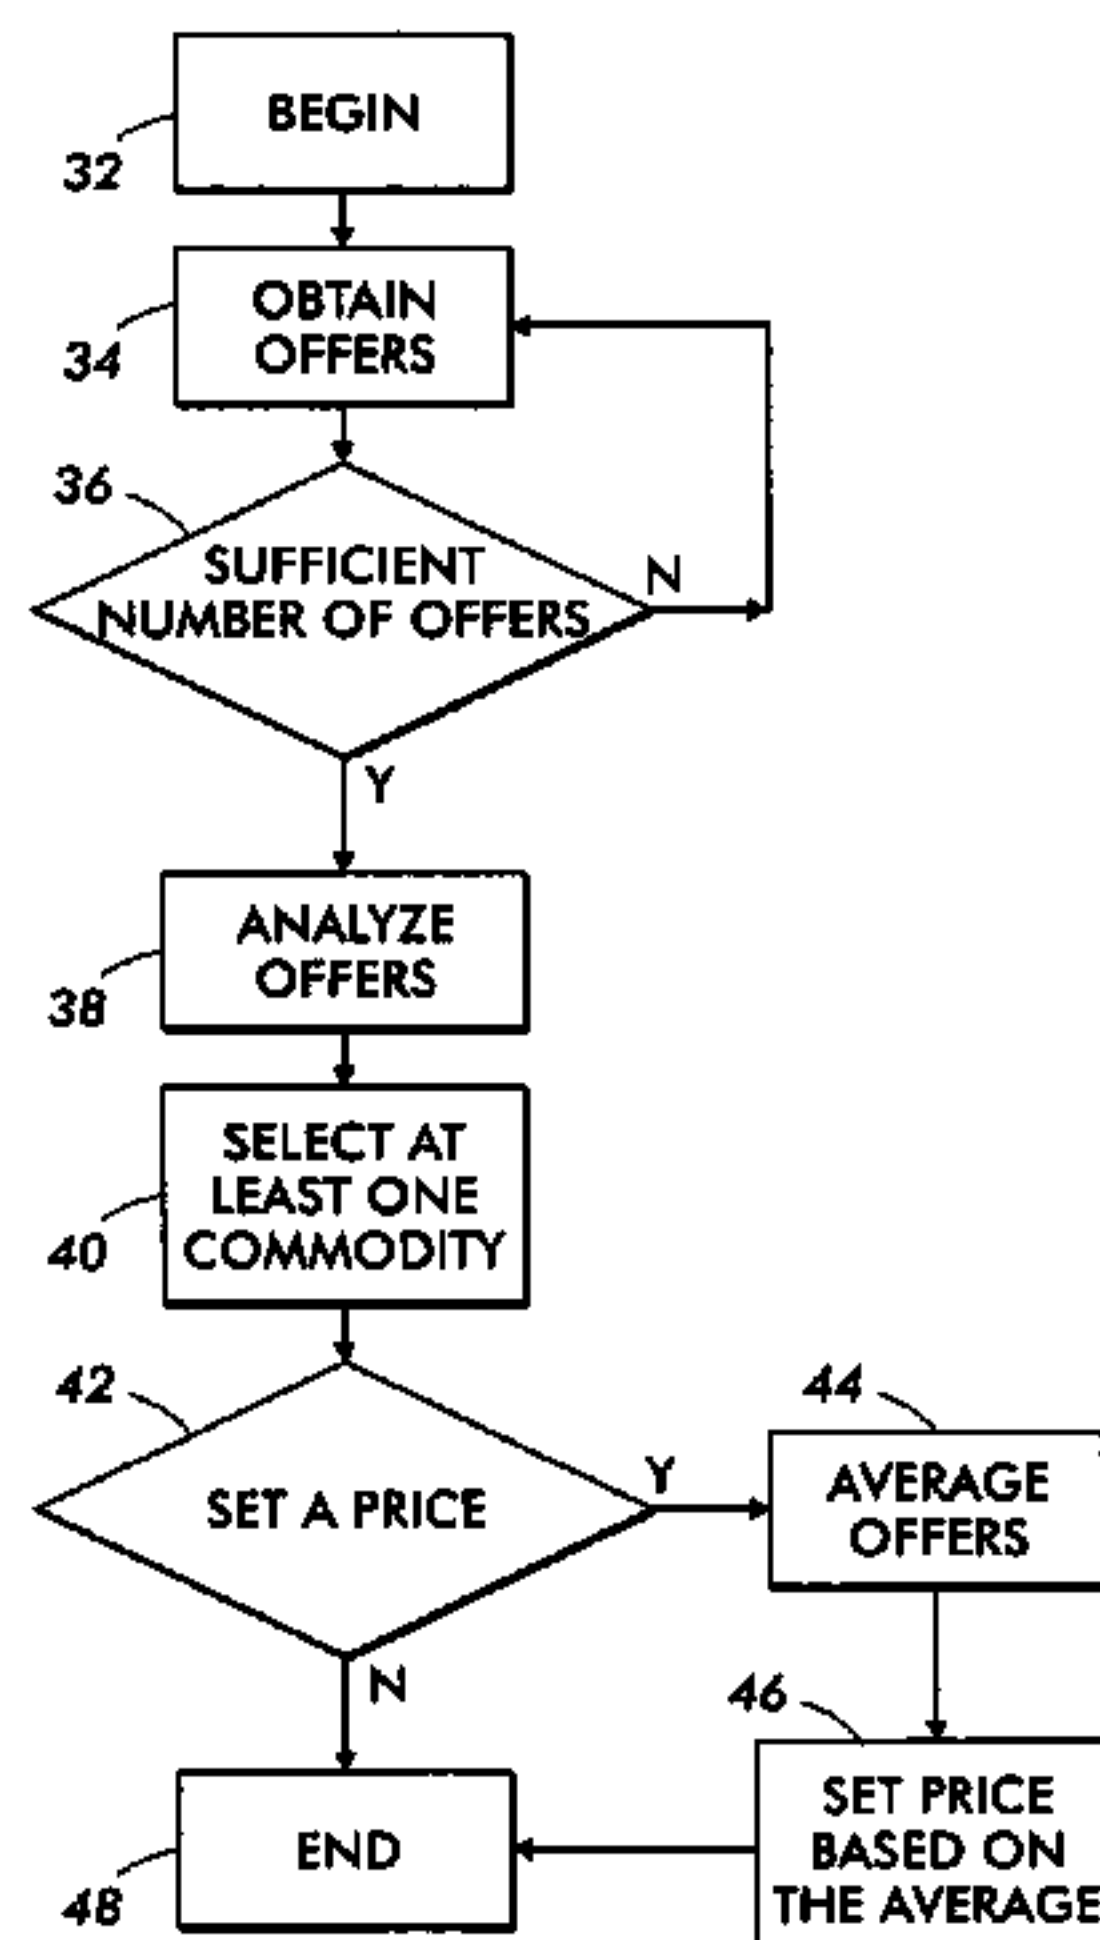 BEGIN
32
OBTAIN
OFFERS
34
36
SUFFICIENT
NUMBER OF OFFERS
N
Y
ANALYZE
OFFERS
38
SELECT AT
LEAST ONE
COMMODITY
40
42
SET A PRICE
Y
N
44
AVERAGE
OFFERS
46
SET PRICE
BASED ON
THE AVERAGE
END
48